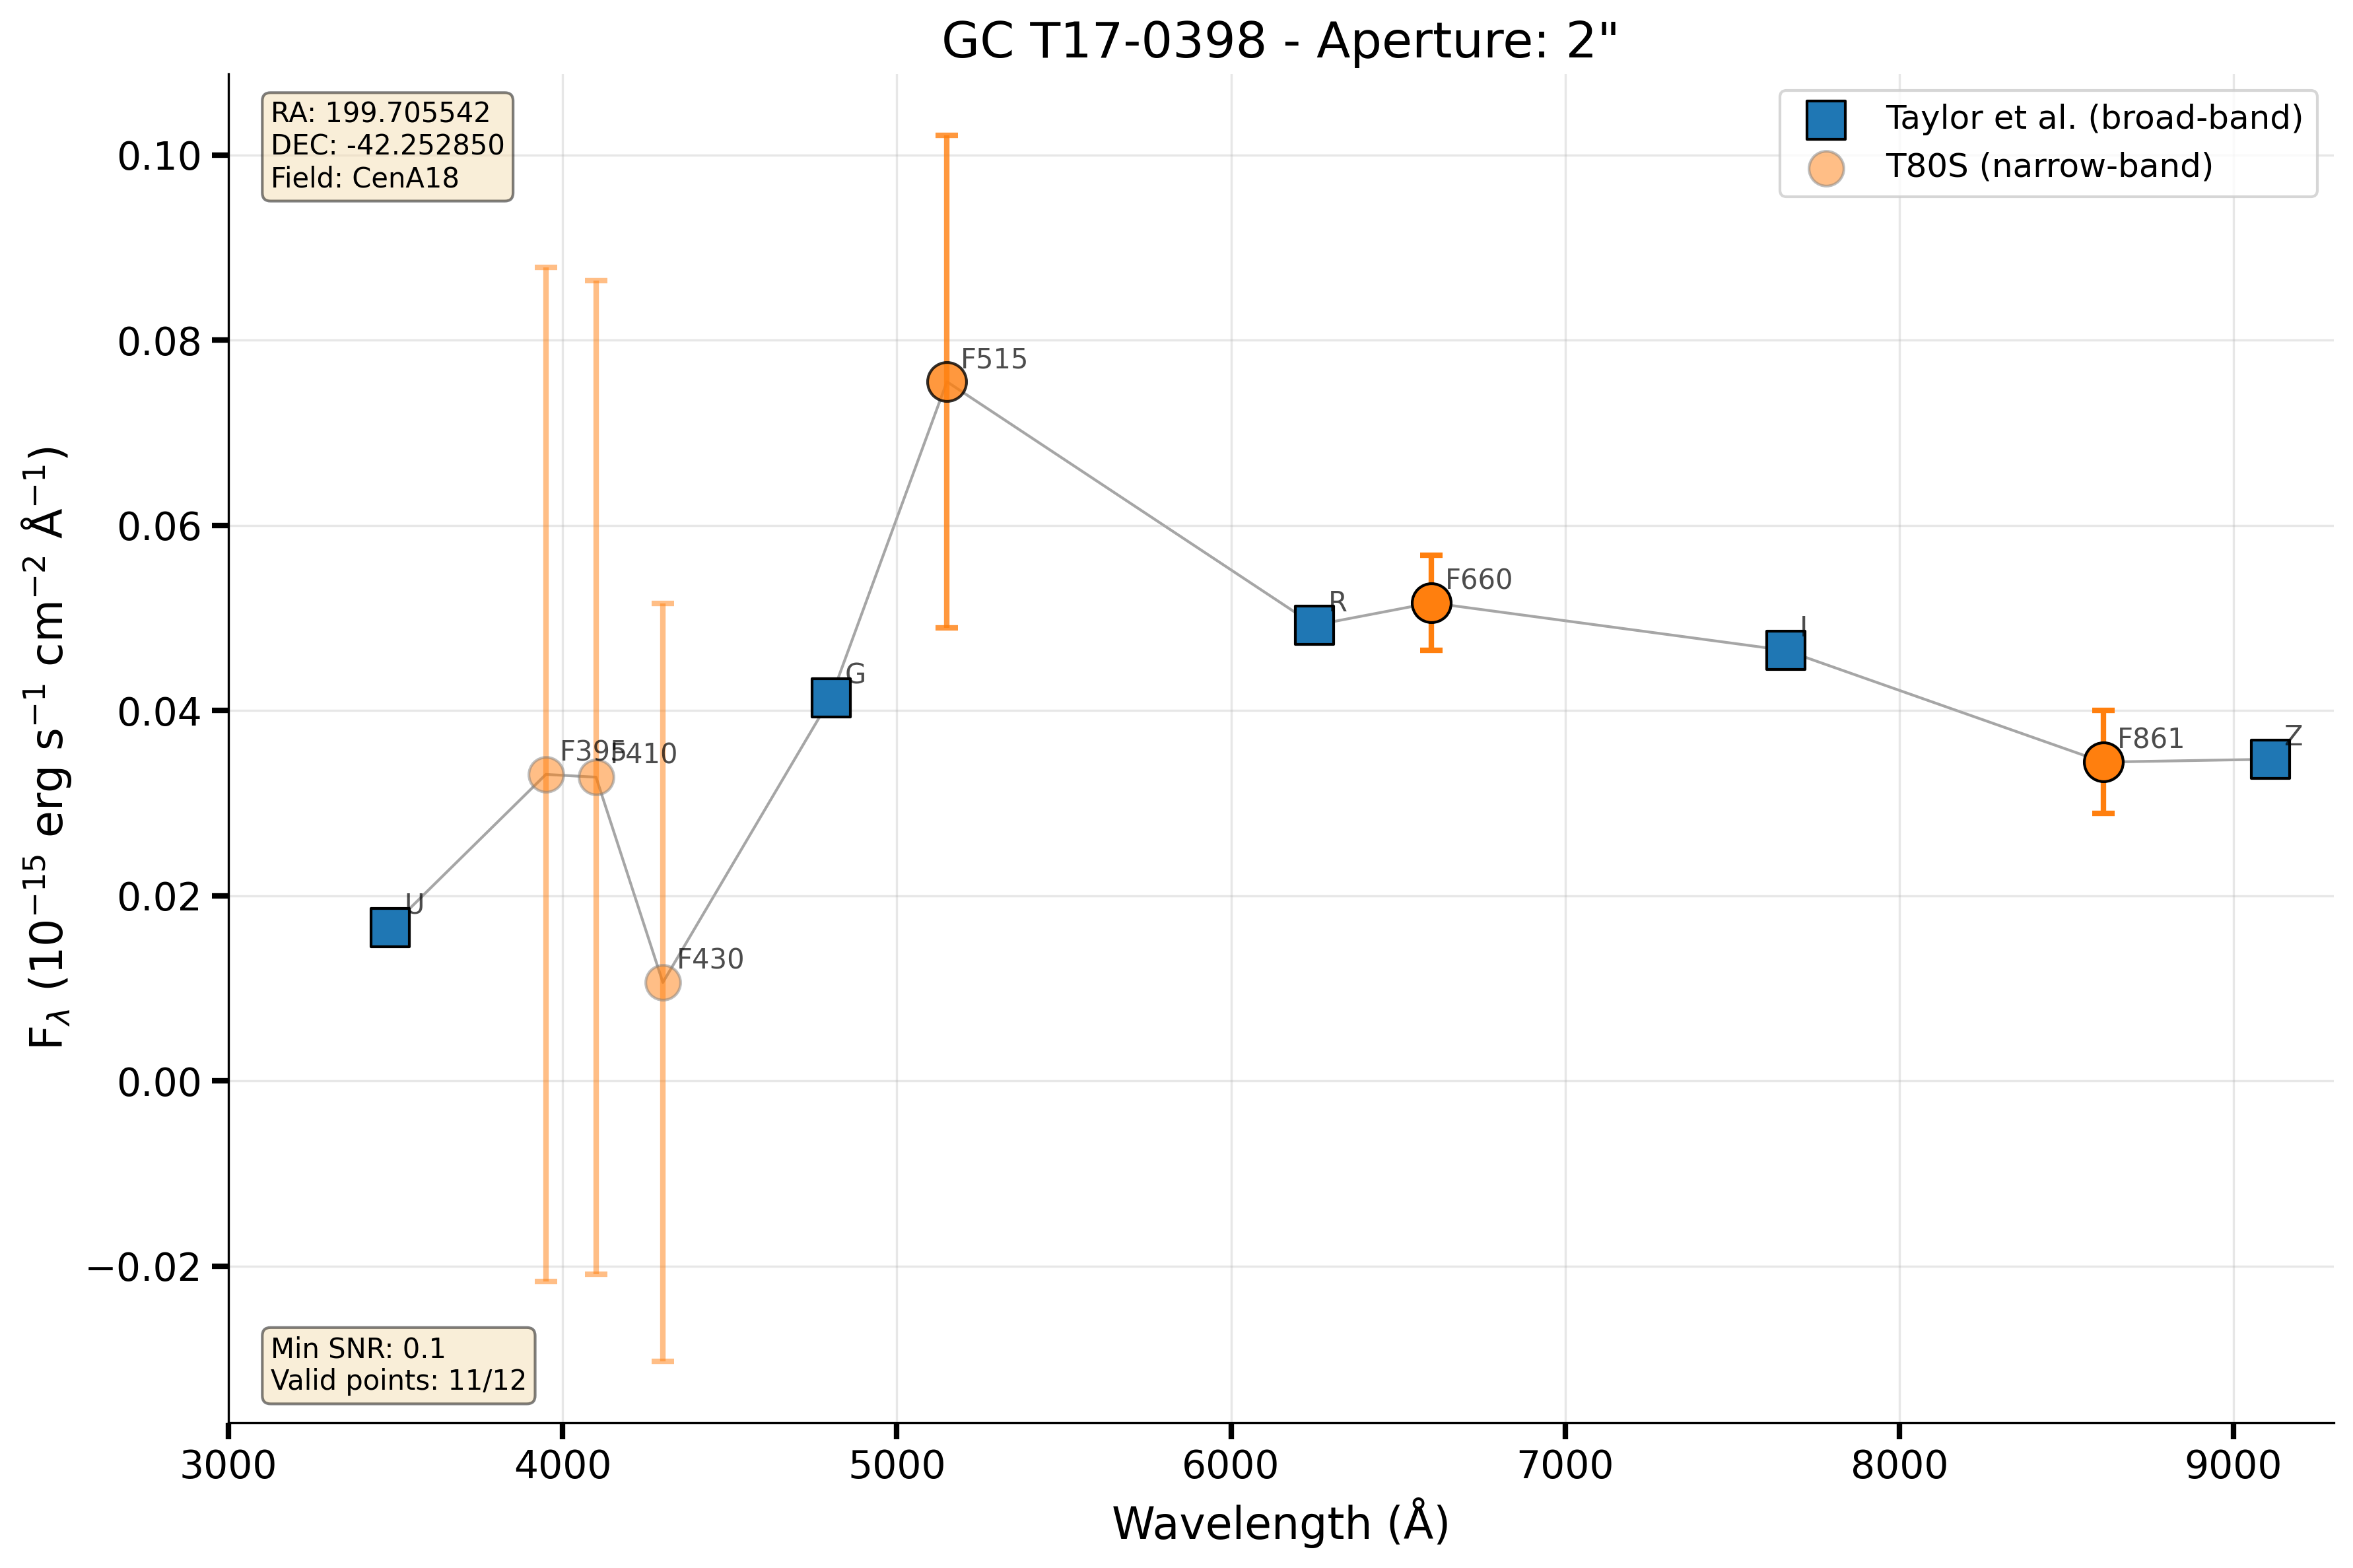 GC T17-0398 - Aperture: 2"
RA: 199.705542
DEC: -42.252850
Field: CenA18
Taylor et al. (broad-band)
T80S (narrow-band)
0.10
0.08
0.06
0.04
0.02
0.00
−0.02
F_λ (10⁻¹⁵ erg s⁻¹ cm⁻² Å⁻¹)
U
F395
F410
F430
G
F515
R
F660
I
F861
Z
Min SNR: 0.1
Valid points: 11/12
3000 4000 5000 6000 7000 8000 9000
Wavelength (Å)